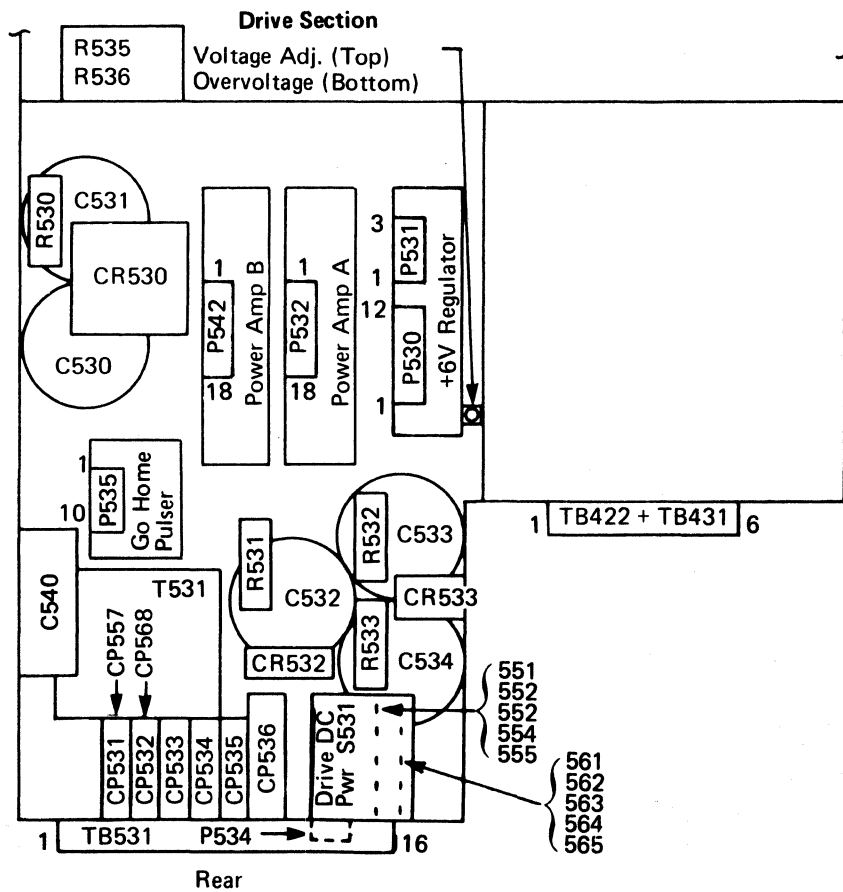 Drive Section
R535
R536
Voltage Adj. (Top)
Overvoltage (Bottom)
C531
R530
CR530
C530
1
P542
18
Power Amp B
1
P532
18
Power Amp A
3
P531
1
12
P530
1
+6V Regulator
1
P535
10
Go Home
Pulser
1
TB422 + TB431
6
C540
T531
CP557
CP568
R531
C532
CR532
R532
C533
CR533
R533
C534
551
552
552
554
555
561
562
563
564
565
CP531
CP532
CP533
CP534
CP535
CP536
Drive DC
Pwr S531
1
TB531
P534
16
Rear